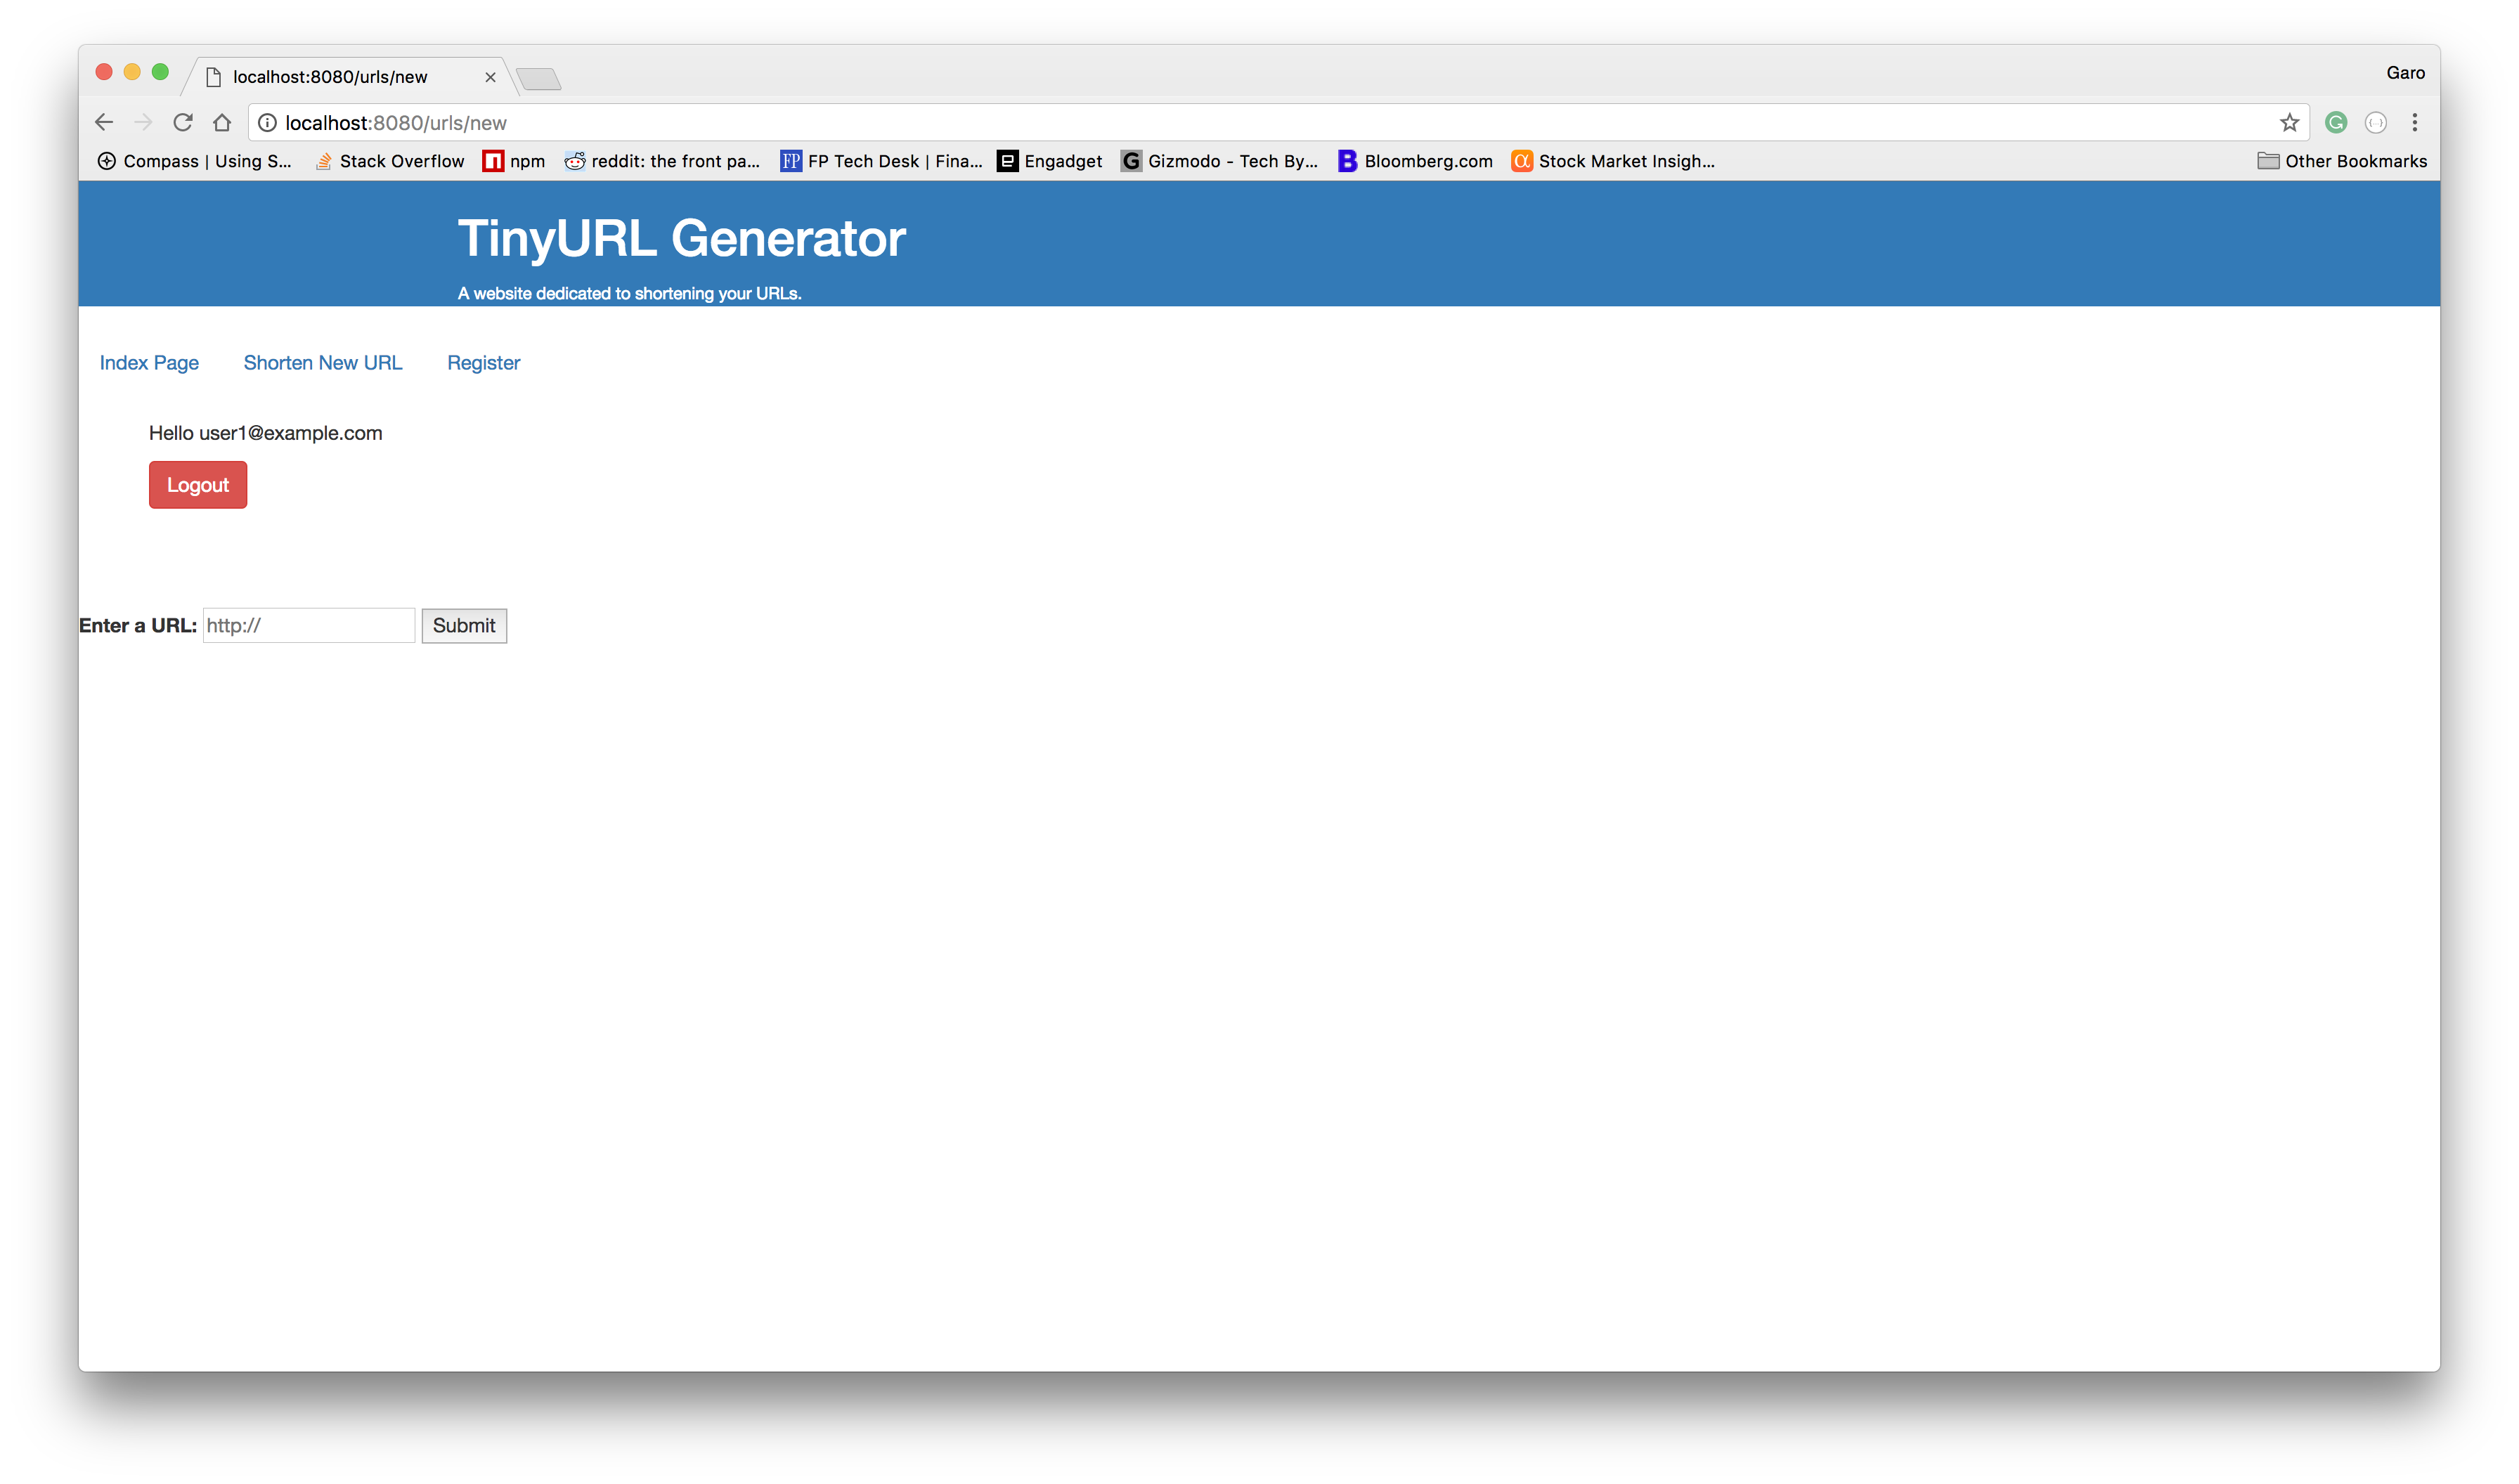 localhost:8080/urls/new
Garo
localhost:8080/urls/new
Compass | Using S... Stack Overflow npm reddit: the front pa... FP FP Tech Desk | Fina... Engadget G Gizmodo - Tech By... B Bloomberg.com α Stock Market Insigh... Other Bookmarks
TinyURL Generator
A website dedicated to shortening your URLs.
Index Page Shorten New URL Register
Hello user1@example.com
Logout
Enter a URL: http:// Submit